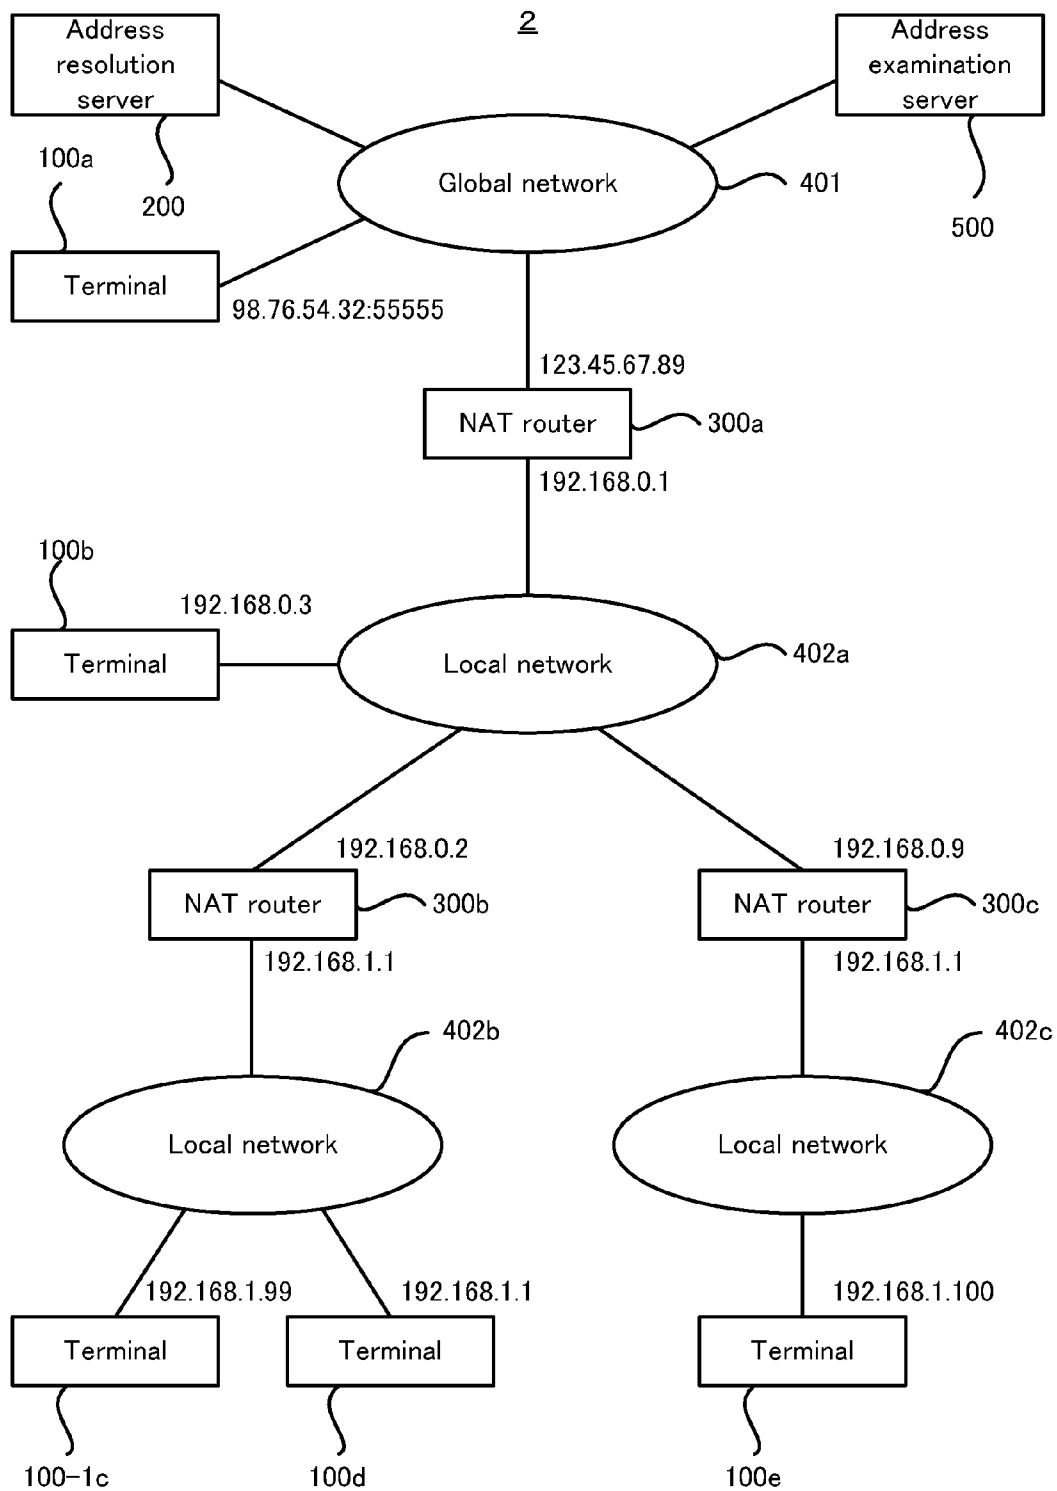 2
Address
resolution
server
200
Address
examination
server
500
Global network
401
100a
Terminal
98.76.54.32:55555
123.45.67.89
NAT router
300a
192.168.0.1
100b
192.168.0.3
Terminal
Local network
402a
192.168.0.2
NAT router
300b
192.168.1.1
192.168.0.9
NAT router
300c
192.168.1.1
402b
Local network
402c
Local network
192.168.1.99
Terminal
100-1c
192.168.1.1
Terminal
100d
192.168.1.100
Terminal
100e